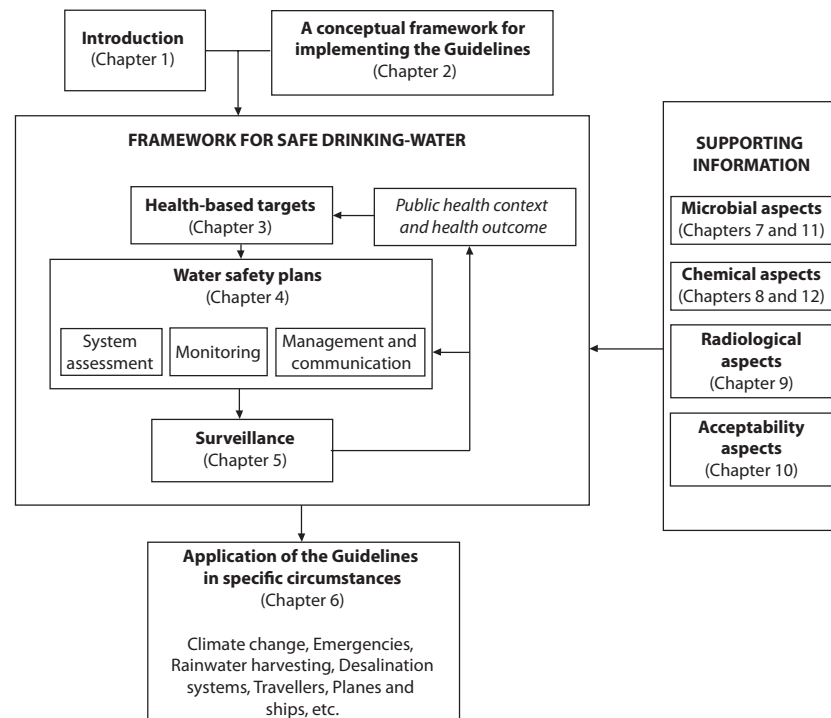 Introduction
(Chapter 1)
A conceptual framework for
implementing the Guidelines
(Chapter 2)
FRAMEWORK FOR SAFE DRINKING-WATER
Health-based targets
(Chapter 3)
Public health context
and health outcome
Water safety plans
(Chapter 4)
System
assessment
Monitoring
Management and
communication
Surveillance
(Chapter 5)
SUPPORTING
INFORMATION
Microbial aspects
(Chapters 7 and 11)
Chemical aspects
(Chapters 8 and 12)
Radiological
aspects
(Chapter 9)
Acceptability
aspects
(Chapter 10)
Application of the Guidelines
in specific circumstances
(Chapter 6)
Climate change, Emergencies,
Rainwater harvesting, Desalination
systems, Travellers, Planes and
ships, etc.